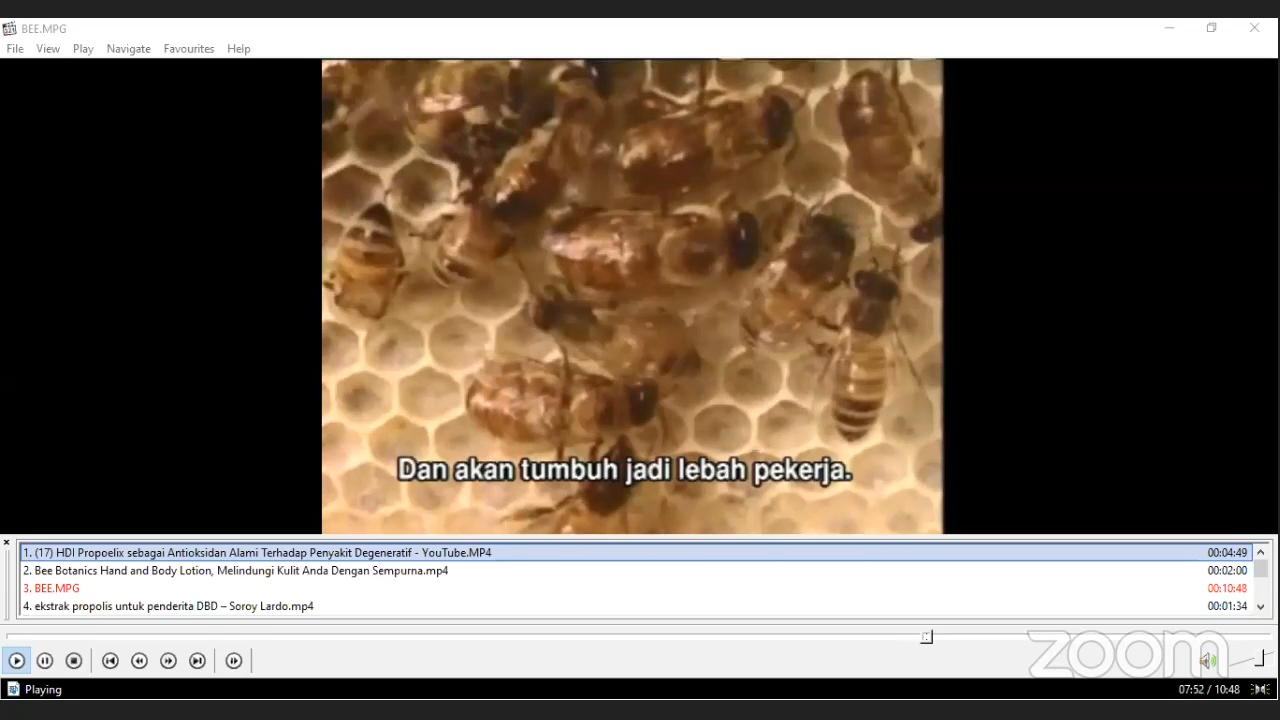 BEE.MPG
File View Play Navigate Favourites Help
Dan akan tumbuh jadi lebah pekerja.
1. (17) HDI Propoelix sebagai Antioksidan Alami Terhadap Penyakit Degeneratif - YouTube.MP4 00:04:49
2. Bee Botanics Hand and Body Lotion, Melindungi Kulit Anda Dengan Sempurna.mp4 00:02:00
3. BEE.MPG 00:10:48
4. ekstrak propolis untuk penderita DBD – Soroy Lardo.mp4 00:01:34
zoom
Playing 07:52 / 10:48